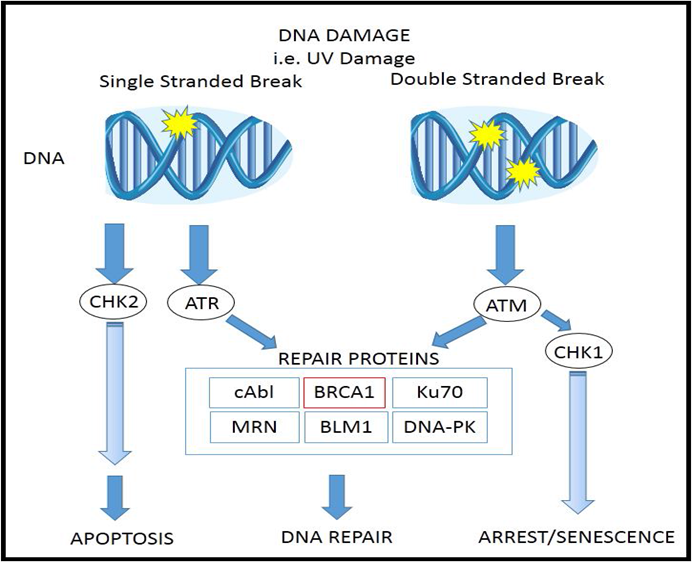 DNA DAMAGE
i.e. UV Damage
Single Stranded Break
Double Stranded Break
DNA
CHK2
ATR
ATM
CHK1
REPAIR PROTEINS
cAbl
BRCA1
Ku70
MRN
BLM1
DNA-PK
APOPTOSIS
DNA REPAIR
ARREST/SENESCENCE